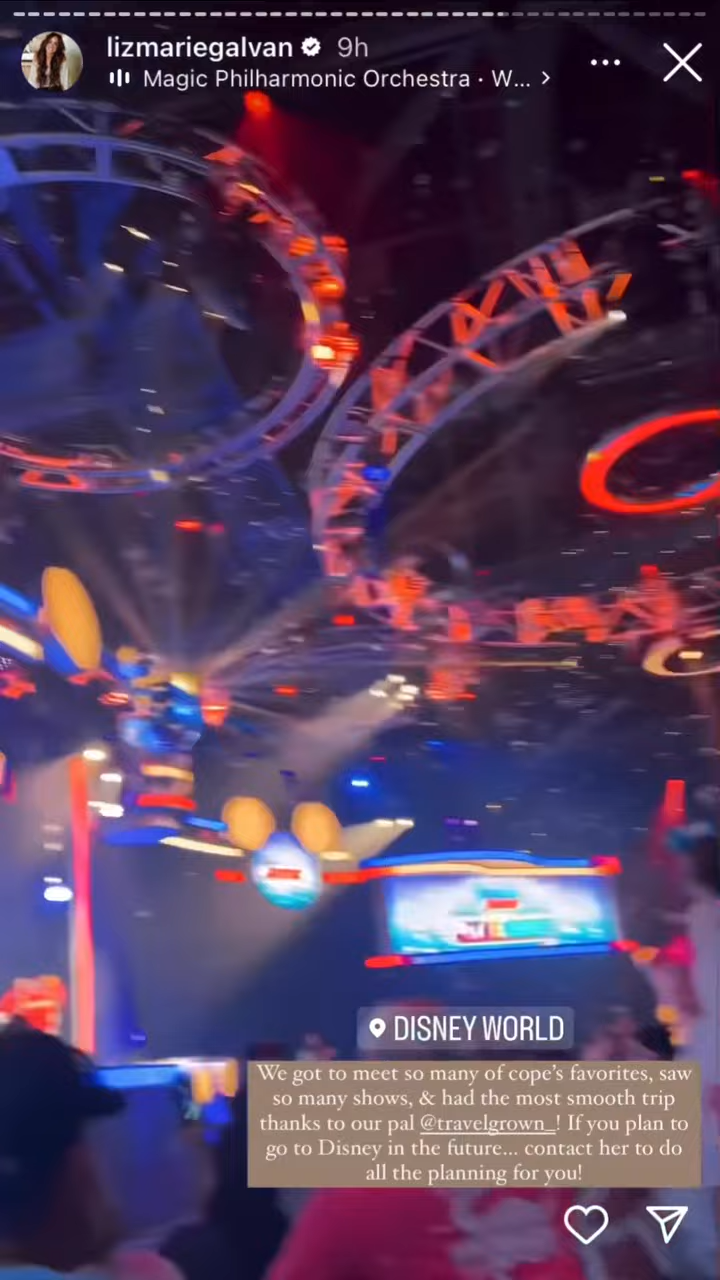 lizmariegalvan 9h
Magic Philharmonic Orchestra · W...
DISNEY WORLD
We got to meet so many of cope's favorites, saw
so many shows, & had the most smooth trip
thanks to our pal @travelgrown_! If you plan to
go to Disney in the future... contact her to do
all the planning for you!